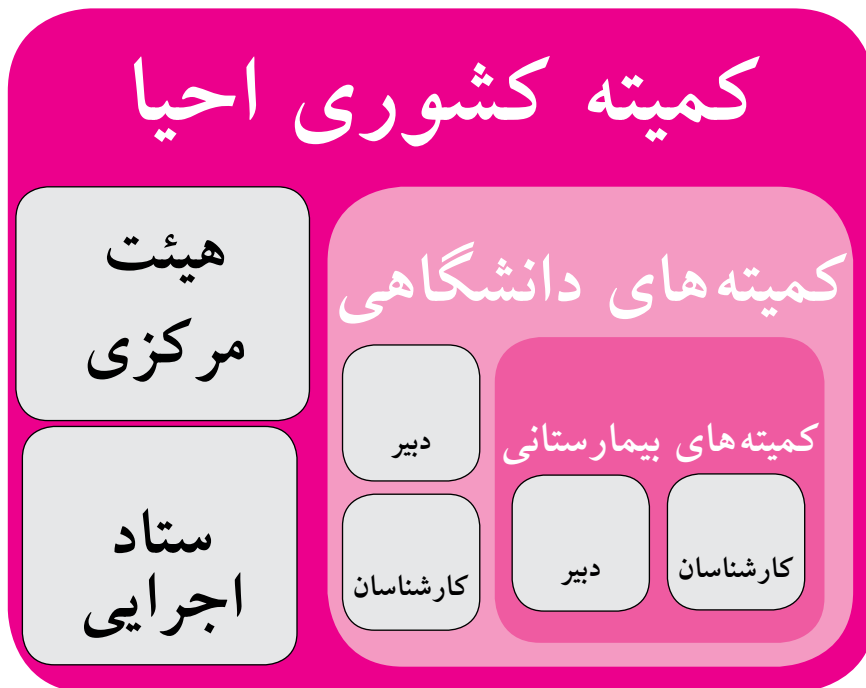 کمیته کشوری احیا
هیئت
مرکزی
ستاد
اجرایی
کمیته‌های دانشگاهی
دبیر
کارشناسان
کمیته‌های بیمارستانی
کارشناسان
دبیر